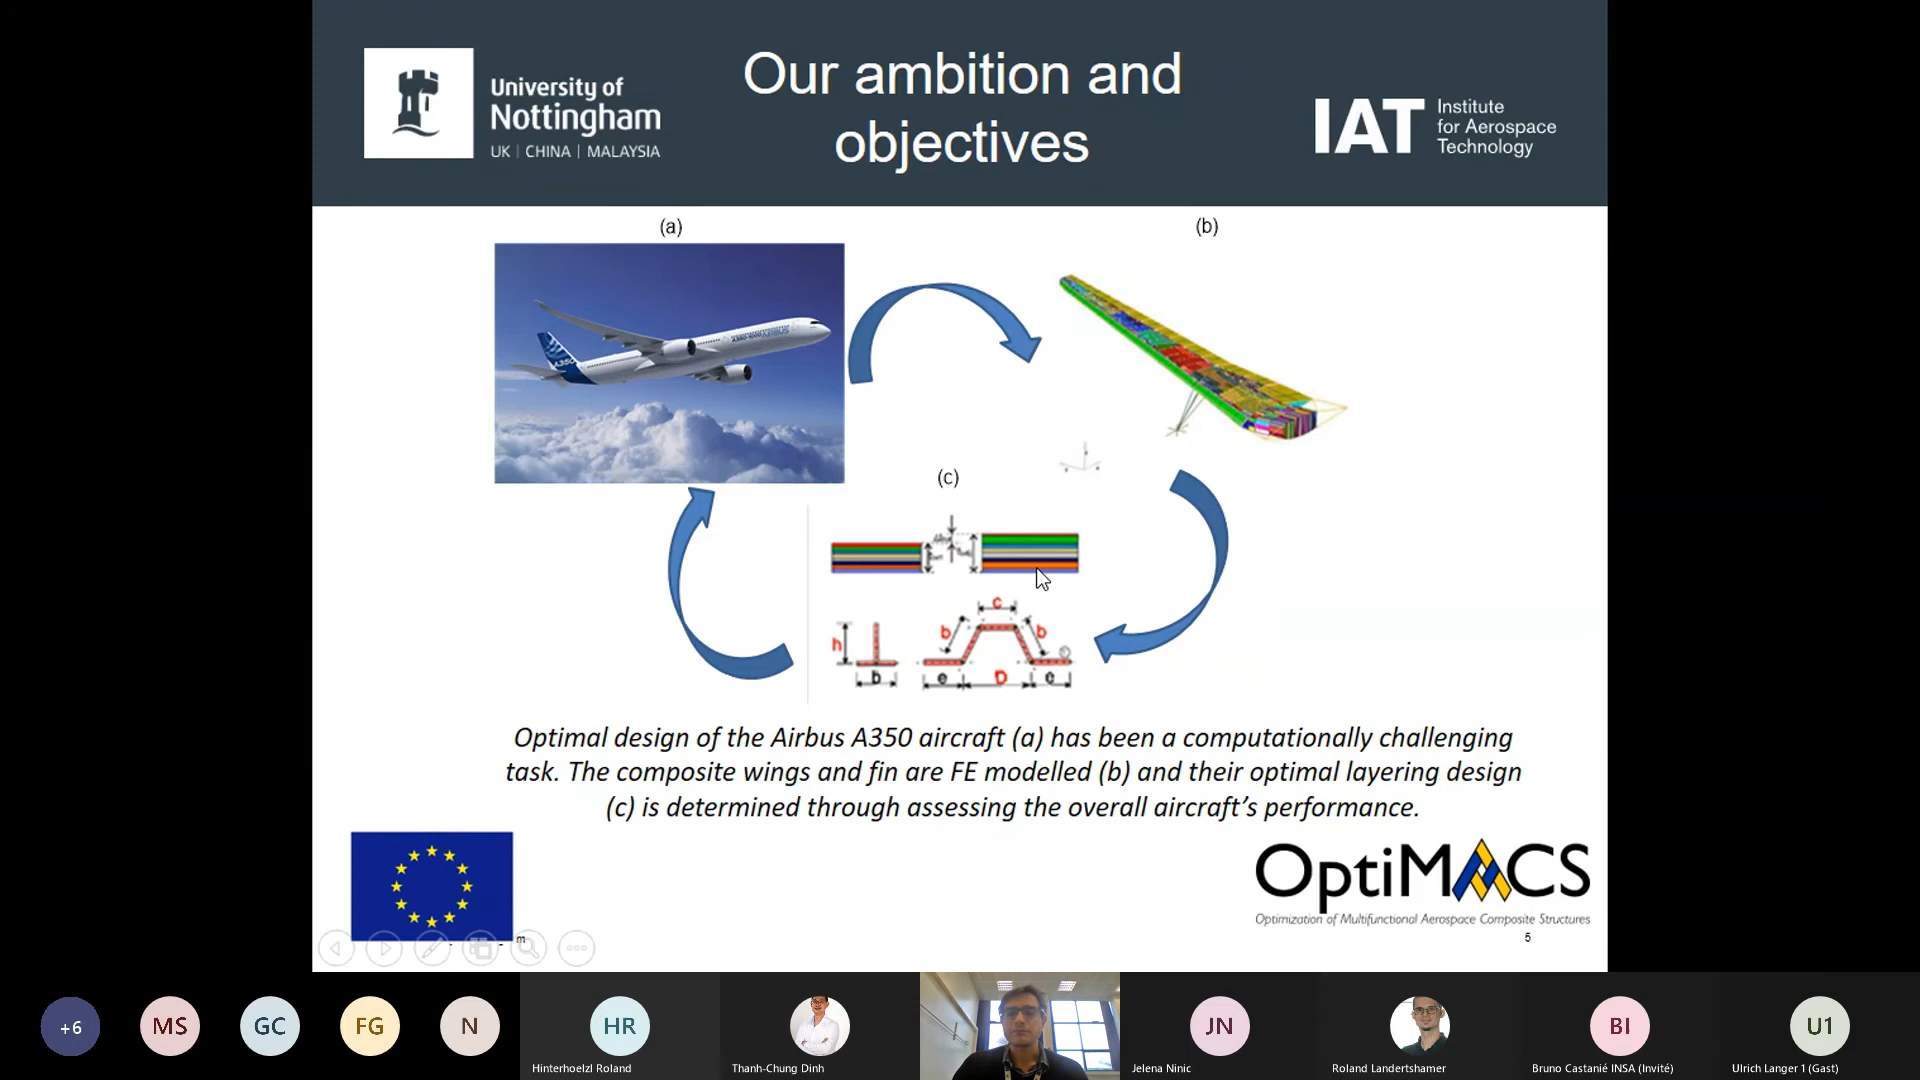 University of
Nottingham
UK | CHINA | MALAYSIA
Our ambition and
objectives
IAT
Institute
for Aerospace
Technology
(a)
(b)
A350
(c)
c
b
b
h
b
e
D
e
Optimal design of the Airbus A350 aircraft (a) has been a computationally challenging
task. The composite wings and fin are FE modelled (b) and their optimal layering design
(c) is determined through assessing the overall aircraft's performance.
OptiMACS
Optimization of Multifunctional Aerospace Composite Structures
m
5
+6
MS
GC
FG
N
HR
Hinterhoelzl Roland
Thanh-Chung Dinh
JN
Jelena Ninic
Roland Landertshamer
BI
Bruno Castanié INSA (Invité)
U1
Ulrich Langer 1 (Gast)